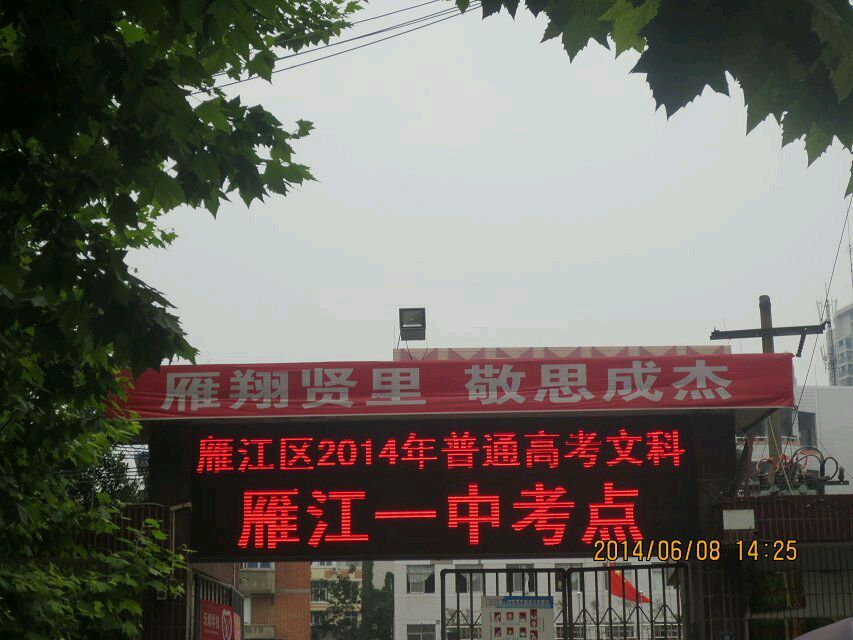 雁翔贤里 敬思成杰
雁江区2014年普通高考文科
雁江一中考点
2014/06/08 14:25